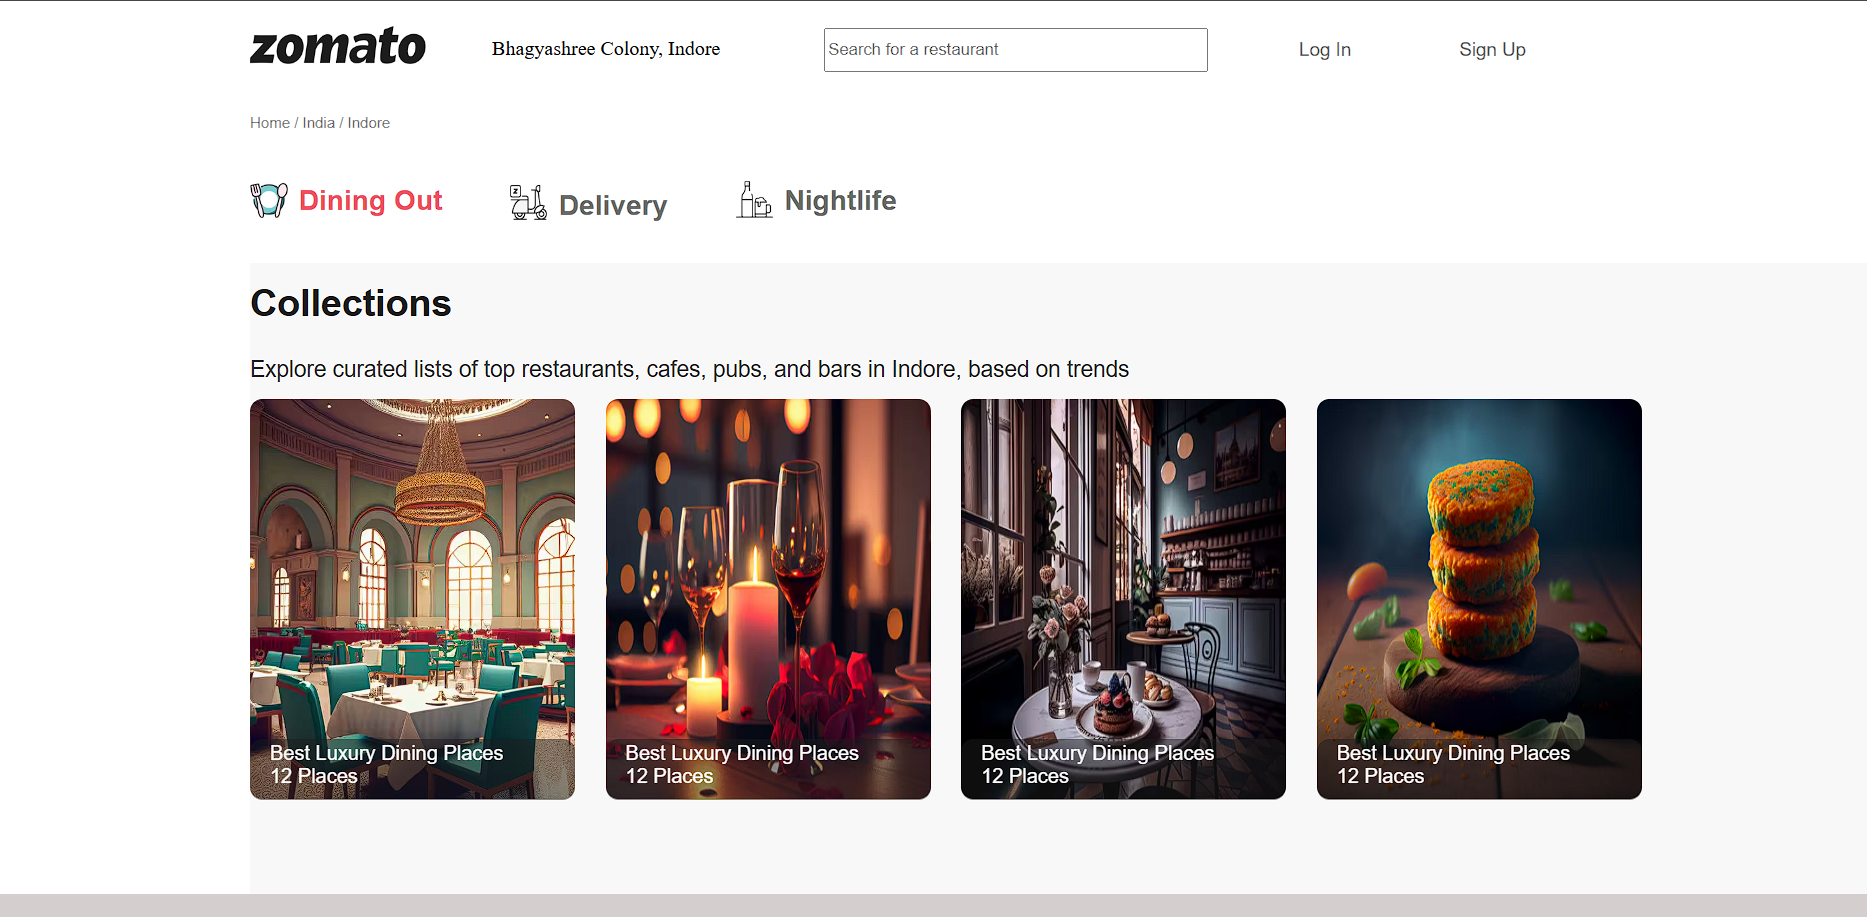 zomato
Bhagyashree Colony, Indore
Search for a restaurant
Log In
Sign Up
Home / India / Indore
Dining Out
Z
Delivery
Nightlife
Collections
Explore curated lists of top restaurants, cafes, pubs, and bars in Indore, based on trends
Best Luxury Dining Places
12 Places
Best Luxury Dining Places
12 Places
Best Luxury Dining Places
12 Places
Best Luxury Dining Places
12 Places